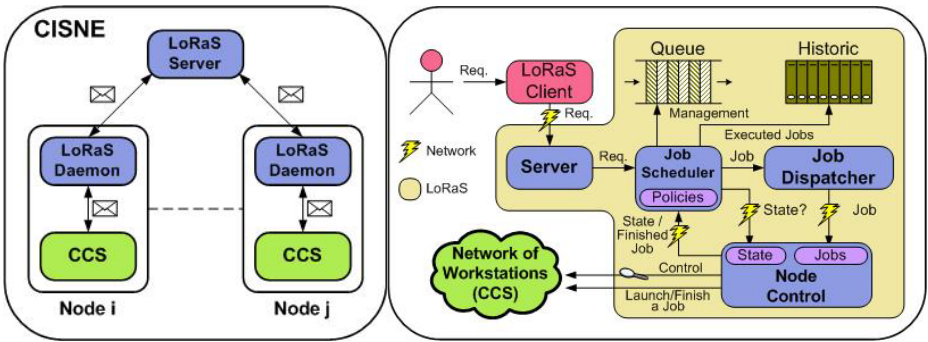 CISNE
LoRaS
Server
LoRaS
Daemon
CCS
Node i
LoRaS
Daemon
CCS
Node j
Req.
LoRaS
Client
Req.
Network
LoRaS
Queue
Management
Historic
Executed Jobs
Server
Req.
Job
Scheduler
Policies
Job
Job
Dispatcher
State /
Finished
Job
State?
Job
State
Jobs
Node
Control
Network of
Workstations
(CCS)
Control
Launch/Finish
a Job